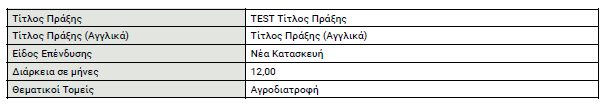 Τίτλος Πράξης TEST Τίτλος Πράξης
Τίτλος Πράξης (Αγγλικά) Τίτλος Πράξης (Αγγλικά)
Είδος Επένδυσης Νέα Κατασκευή
Διάρκεια σε μήνες 12,00
Θεματικοί Τομείς Αγροδιατροφή